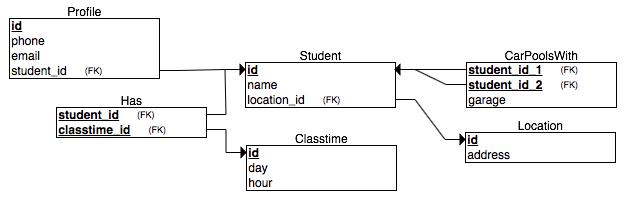 Profile
id
phone
email
student_id (FK)
Student
id
name
location_id (FK)
CarPoolsWith
student_id_1 (FK)
student_id_2 (FK)
garage
Has
student_id (FK)
classtime_id (FK)
Classtime
id
day
hour
Location
id
address